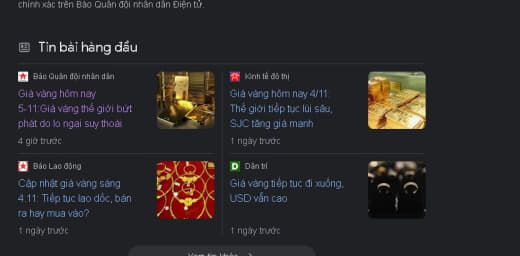 chính xác trên Báo Quân đội nhân dân Điện tử.
Tin bài hàng đầu
Báo Quân đội nhân dân
Giá vàng hôm nay
5-11:Giá vàng thế giới bứt
phát do lo ngại suy thoái
4 giờ trước
Kinh tế đô thị
Giá vàng hôm nay 4/11:
Thế giới tiếp tục lùi sâu,
SJC tăng giá mạnh
1 ngày trước
Báo Lao động
Cập nhật giá vàng sáng
4.11: Tiếp tục lao dốc, bán
ra hay mua vào?
1 ngày trước
D Dân trí
Giá vàng tiếp tục đi xuống,
USD vẫn cao
1 ngày trước